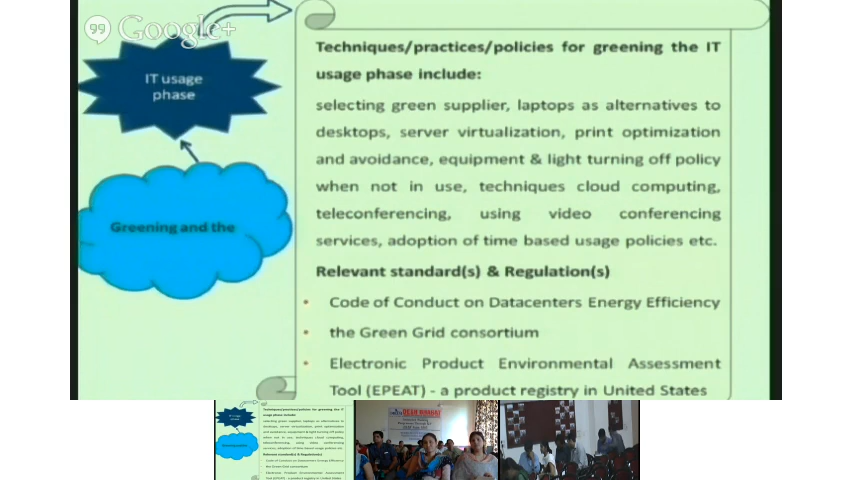 Google+
IT usage
phase
Greening and the
Techniques/practices/policies for greening the IT
usage phase include:
selecting green supplier, laptops as alternatives to
desktops, server virtualization, print optimization
and avoidance, equipment & light turning off policy
when not in use, techniques cloud computing,
teleconferencing, using video conferencing
services, adoption of time based usage policies etc.
Relevant standard(s) & Regulation(s)
• Code of Conduct on Datacenters Energy Efficiency
• the Green Grid consortium
• Electronic Product Environmental Assessment
Tool (EPEAT) - a product registry in United States